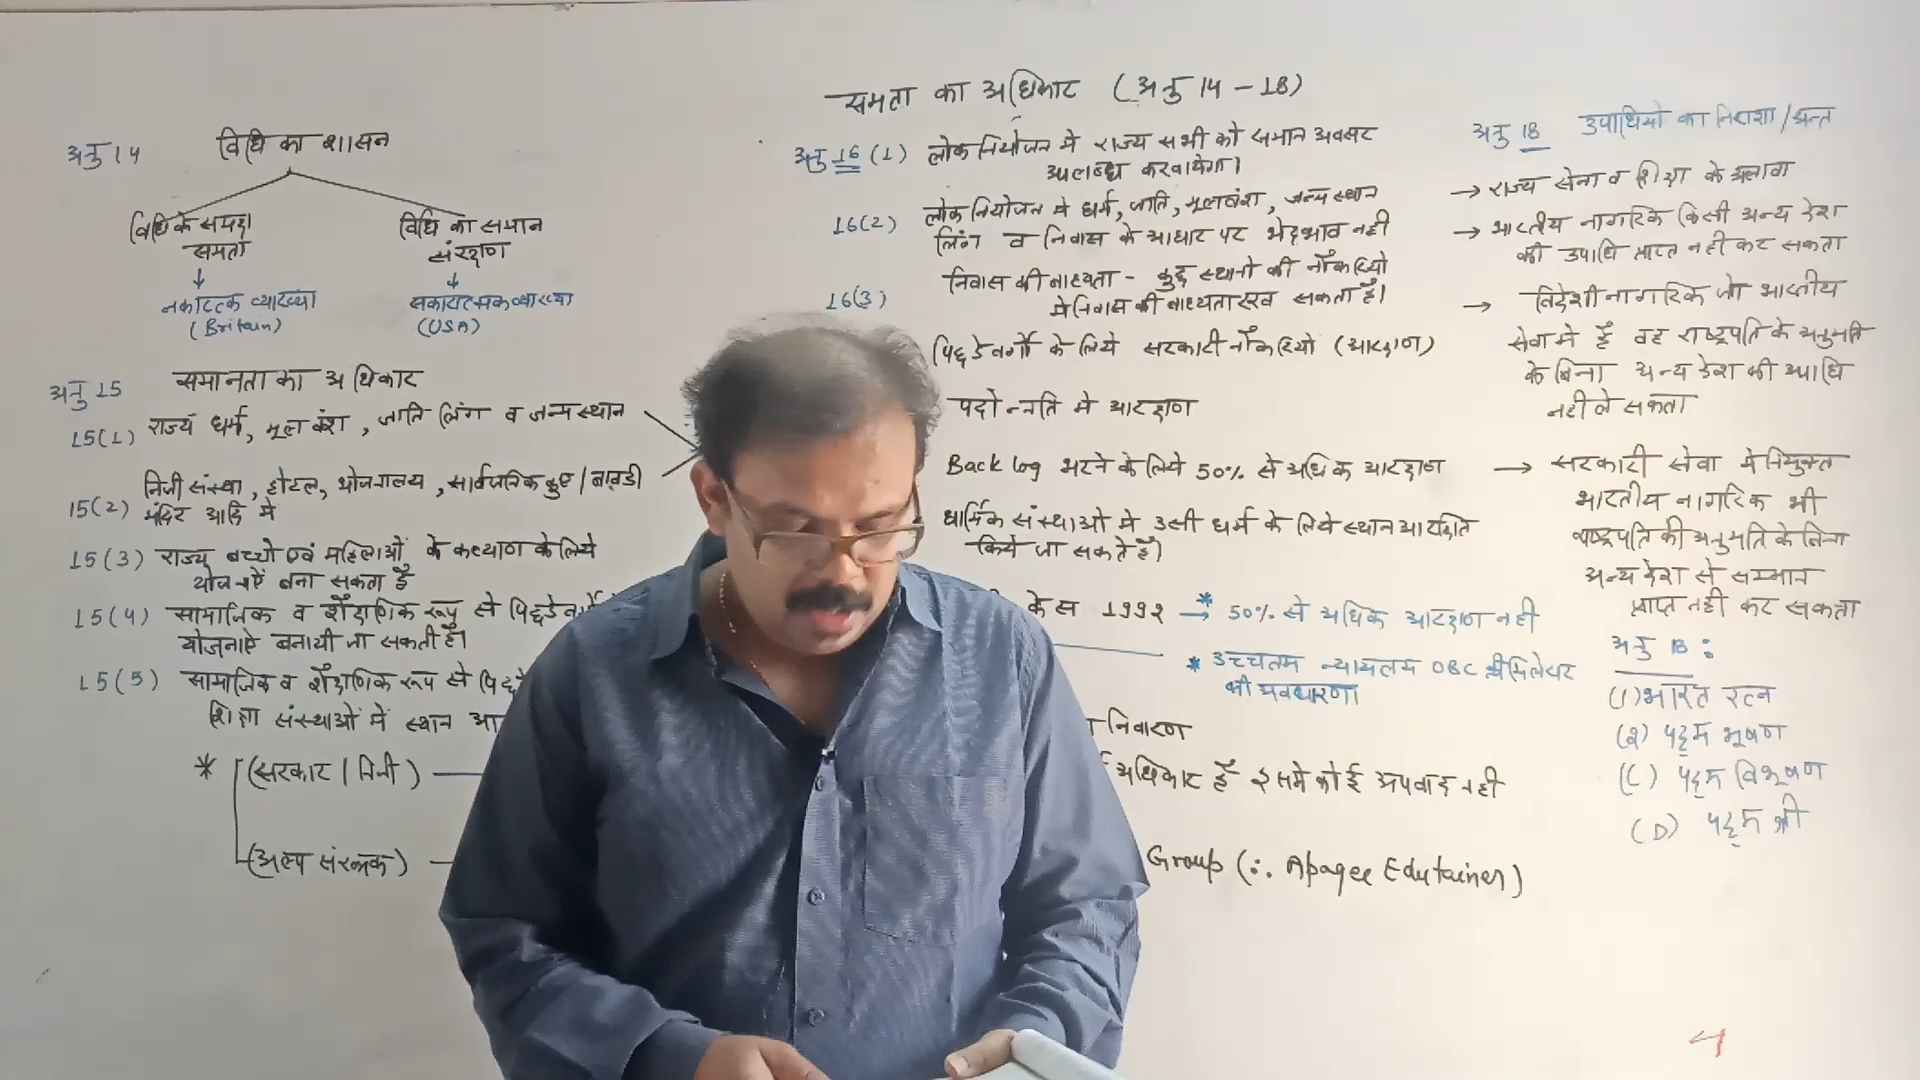 समता का अधिकार (अनु 14 - 18)
अनु 14
विधि का शासन
विधि के समक्ष
समता
विधि का समान
संरक्षण
नकारत्क व्याख्या
(Britain)
सकारात्मक व्याख्या
(USA)
अनु 15
समानता का अधिकार
15(1) राज्य धर्म, मूल वंश, जाति लिंग व जन्म स्थान
15(2) निजी संस्था, होटल, भोजनालय, सार्वजनिक कुए / बावडी
मंदिर आदि मे
15(3) राज्य बच्चो एवं महिलाओं के कल्याण के लिये
योजनाऐं बना सकता है
15(4) सामाजिक व शैक्षणिक रूप से पिछडे वर्गो
योजनाऐ बनायी जा सकती है।
15(5) सामाजिक व शैक्षणिक रूप से पिछडे
शिक्षा संस्थाओं में स्थान आ
* (सरकार | निजी)
(अल्प संख्यक)
अनु 16 (1) लोक नियोजन मे राज्य सभी को समान अवसर
उपलब्ध करवायेगा।
16(2) लोक नियोजन मे धर्म, जाति, मूलवंश, जन्म स्थान
लिंग व निवास के आधार पर भेदभाव नही
16(3) निवास की बाध्यता - कुछ स्थानो की नौकरियो
मे निवास की बाध्यता रख सकता है।
पिछडे वर्गो के लिये सरकारी नौकरियो (आरक्षण)
पदोन्नति मे आरक्षण
Back log भरने के लिये 50% से अधिक आरक्षण
धार्मिक संस्थाओ मे उसी धर्म के लिये स्थान आरक्षित
किये जा सकते है।
केस 1992 → * 50% से अधिक आरक्षण नही
* उच्चतम न्यायलय OBC क्रीमिलेयर
की अवधारणा
निवारण
अधिकार है इसमे कोई अपवाद नही
Group (∴ Apogee Edutainer)
अनु 18 उपाधियो का / अन्त
→ राज्य सेना व शिक्षा के अलावा
→ भारतीय नागरिक किसी अन्य देश
की उपाधि प्राप्त नही कर सकता
→ विदेशी नागरिक जो भारतीय
सेवा मे है वह राष्ट्रपति के अनुमति
के बिना अन्य देश की उपाधि
नही ले सकता
→ सरकारी सेवा मे नियुक्त
भारतीय नागरिक भी
राष्ट्रपति की अनुमति के बिना
अन्य देश से सम्मान
प्राप्त नही कर सकता
अनु 18 :
(1) भारत रत्न
(2) पद्म भूषण
(C) पद्म विभूषण
(D) पद्म श्री
4